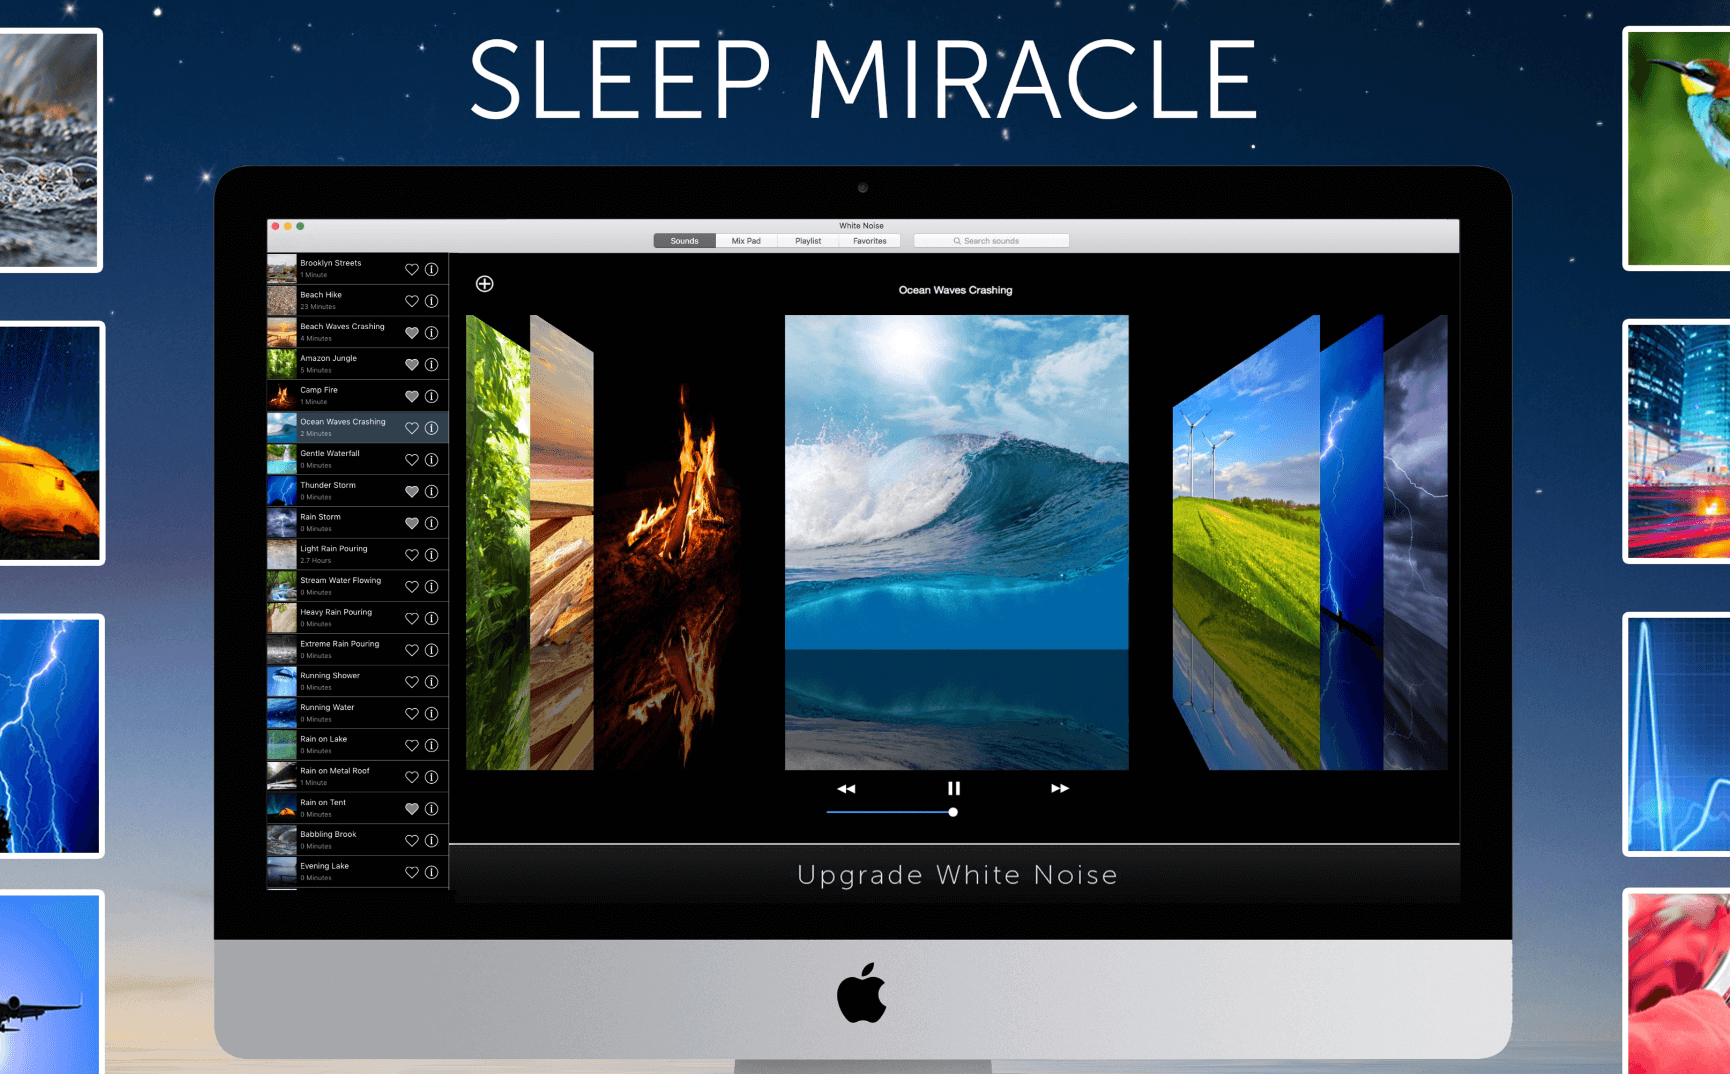 SLEEP MIRACLE
White Noise
Sounds
Mix Pad
Playlist
Favorites
Search sounds
Brooklyn Streets
1 Minute
Beach Hike
23 Minutes
Beach Waves Crashing
4 Minutes
Amazon Jungle
5 Minutes
Camp Fire
1 Minute
Ocean Waves Crashing
2 Minutes
Gentle Waterfall
0 Minutes
Thunder Storm
0 Minutes
Rain Storm
0 Minutes
Light Rain Pouring
2.7 Hours
Stream Water Flowing
0 Minutes
Heavy Rain Pouring
0 Minutes
Extreme Rain Pouring
0 Minutes
Running Shower
0 Minutes
Running Water
0 Minutes
Rain on Lake
0 Minutes
Rain on Metal Roof
1 Minute
Rain on Tent
0 Minutes
Babbling Brook
0 Minutes
Evening Lake
0 Minutes
Ocean Waves Crashing
Upgrade White Noise